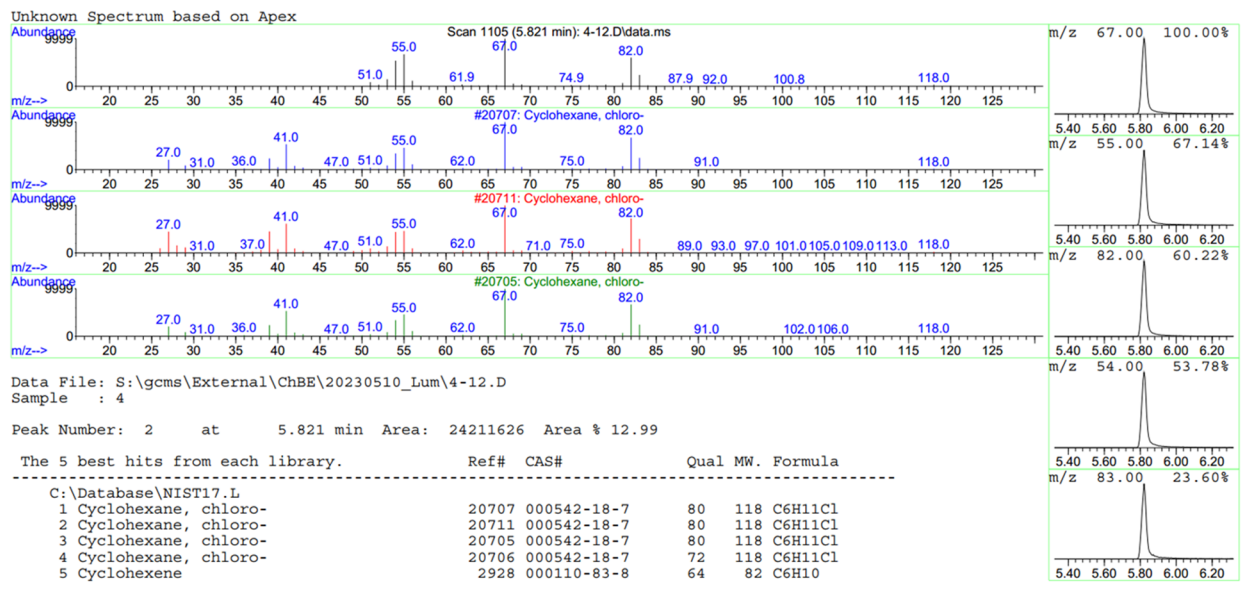 Unknown Spectrum based on Apex
Abundance
Scan 1105 (5.821 min): 4-12.D\data.ms
9999
55.0 67.0 82.0
51.0 61.9 74.9 87.9 92.0 100.8 118.0
0
m/z--> 20 25 30 35 40 45 50 55 60 65 70 75 80 85 90 95 100 105 110 115 120 125
Abundance
#20707: Cyclohexane, chloro-
9999
67.0 82.0
41.0 55.0
27.0 31.0 36.0 47.0 51.0 62.0 75.0 91.0 118.0
0
m/z--> 20 25 30 35 40 45 50 55 60 65 70 75 80 85 90 95 100 105 110 115 120 125
Abundance
#20711: Cyclohexane, chloro-
9999
67.0 82.0
27.0 41.0 55.0
31.0 37.0 47.0 51.0 62.0 71.0 75.0 89.0 93.0 97.0 101.0 105.0 109.0 113.0 118.0
0
m/z--> 20 25 30 35 40 45 50 55 60 65 70 75 80 85 90 95 100 105 110 115 120 125
Abundance
#20705: Cyclohexane, chloro-
9999
67.0 82.0
41.0 55.0
27.0 31.0 36.0 47.0 51.0 62.0 75.0 91.0 102.0 106.0 118.0
0
m/z--> 20 25 30 35 40 45 50 55 60 65 70 75 80 85 90 95 100 105 110 115 120 125
m/z 67.00 100.00%
5.40 5.60 5.80 6.00 6.20
m/z 55.00 67.14%
5.40 5.60 5.80 6.00 6.20
m/z 82.00 60.22%
5.40 5.60 5.80 6.00 6.20
m/z 54.00 53.78%
5.40 5.60 5.80 6.00 6.20
m/z 83.00 23.60%
5.40 5.60 5.80 6.00 6.20
Data File: S:\gcms\External\ChBE\20230510_Lum\4-12.D
Sample : 4
Peak Number: 2 at 5.821 min Area: 24211626 Area % 12.99
The 5 best hits from each library. Ref# CAS# Qual MW. Formula
C:\Database\NIST17.L
1 Cyclohexane, chloro- 20707 000542-18-7 80 118 C6H11Cl
2 Cyclohexane, chloro- 20711 000542-18-7 80 118 C6H11Cl
3 Cyclohexane, chloro- 20705 000542-18-7 80 118 C6H11Cl
4 Cyclohexane, chloro- 20706 000542-18-7 72 118 C6H11Cl
5 Cyclohexene 2928 000110-83-8 64 82 C6H10